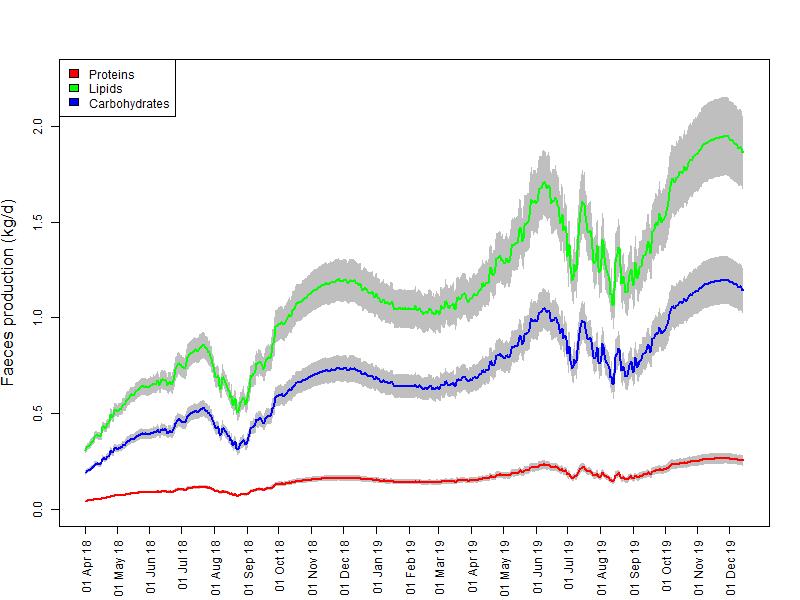 Proteins
Lipids
Carbohydrates
Faeces production (kg/d)
2.0
1.5
1.0
0.5
0.0
01 Apr 18
01 May 18
01 Jun 18
01 Jul 18
01 Aug 18
01 Sep 18
01 Oct 18
01 Nov 18
01 Dec 18
01 Jan 19
01 Feb 19
01 Mar 19
01 Apr 19
01 May 19
01 Jun 19
01 Jul 19
01 Aug 19
01 Sep 19
01 Oct 19
01 Nov 19
01 Dec 19